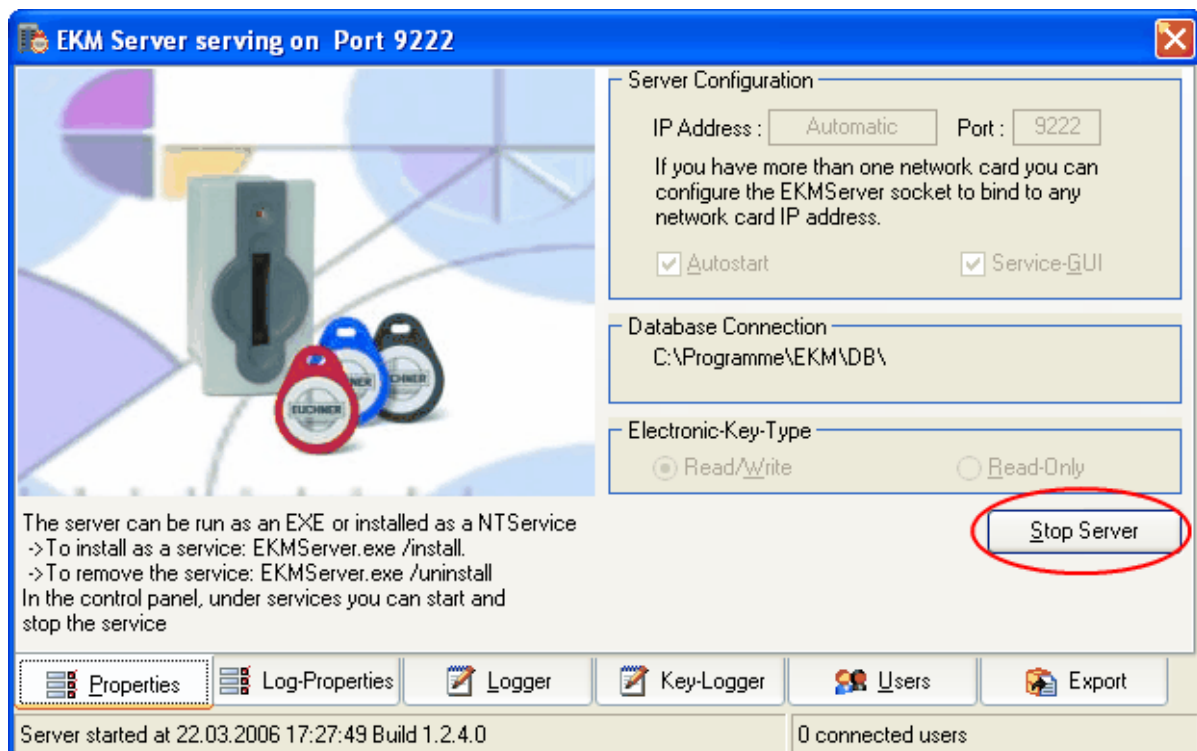 EKM Server serving on Port 9222
Server Configuration
IP Address : Automatic Port : 9222
If you have more than one network card you can
configure the EKMServer socket to bind to any
network card IP address.
Autostart Service-GUI
Database Connection
C:\Programme\EKM\DB\
Electronic-Key-Type
Read/Write Read-Only
EUCHNER
The server can be run as an EXE or installed as a NTService
->To install as a service: EKMServer.exe /install.
->To remove the service: EKMServer.exe /uninstall
In the control panel, under services you can start and
stop the service
Stop Server
Properties Log-Properties Logger Key-Logger Users Export
Server started at 22.03.2006 17:27:49 Build 1.2.4.0 0 connected users